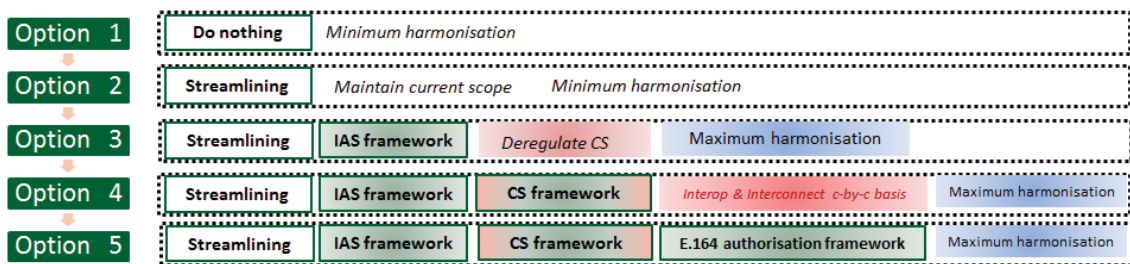 Option 1 Do nothing Minimum harmonisation
Option 2 Streamlining Maintain current scope Minimum harmonisation
Option 3 Streamlining IAS framework Deregulate CS Maximum harmonisation
Option 4 Streamlining IAS framework CS framework Interop & Interconnect c-by-c basis Maximum harmonisation
Option 5 Streamlining IAS framework CS framework E.164 authorisation framework Maximum harmonisation